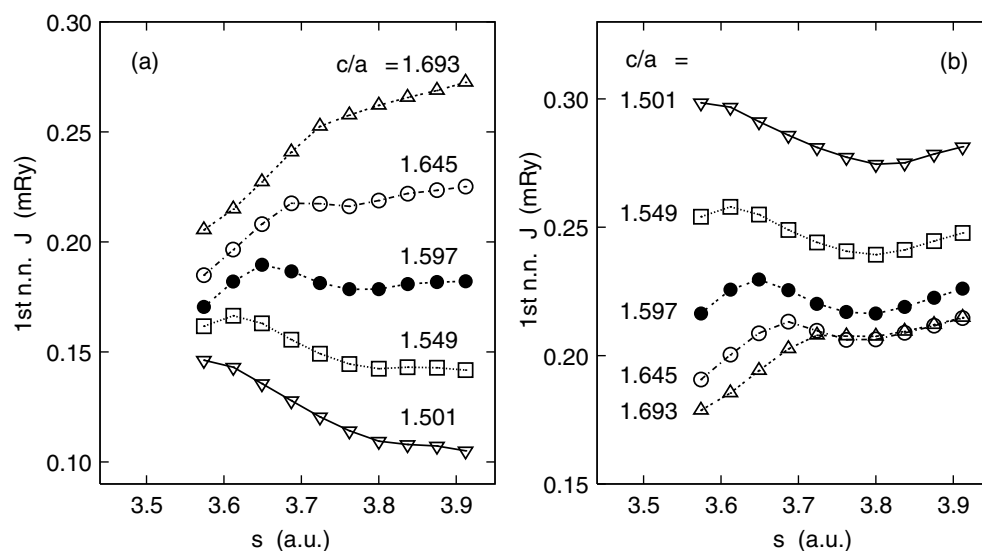 (a)
c/a = 1.693
1.645
1.597
1.549
1.501
0.30
0.25
0.20
0.15
0.10
1st n.n. J (mRy)
3.5 3.6 3.7 3.8 3.9
s (a.u.)
(b)
c/a =
1.501
1.549
1.597
1.645
1.693
0.30
0.25
0.20
0.15
1st n.n. J (mRy)
3.5 3.6 3.7 3.8 3.9
s (a.u.)